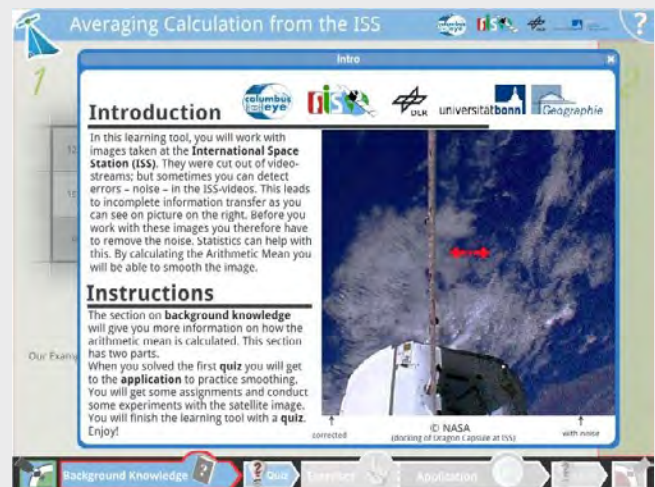 Averaging Calculation from the ISS
?
Intro
1
Introduction
columbus eye
FIS
DLR
universitätbonn
Geographie
In this learning tool, you will work with
images taken at the International Space
Station (ISS). They were cut out of video-
streams; but sometimes you can detect
errors – noise – in the ISS-videos. This leads
to incomplete information transfer as you
can see on picture on the right. Before you
work with these images you therefore have
to remove the noise. Statistics can help with
this. By calculating the Arithmetic Mean you
will be able to smooth the image.
Instructions
The section on background knowledge
will give you more information on how the
arithmetic mean is calculated. This section
has two parts.
When you solved the first quiz you will get
to the application to practice smoothing.
You will get some assignments and conduct
some experiments with the satellite image.
You will finish the learning tool with a quiz.
Enjoy!
corrected
© NASA
(docking of Dragon Capsule at ISS)
with noise
Our Examp
Background Knowledge
?
Quiz
Exercises
Application